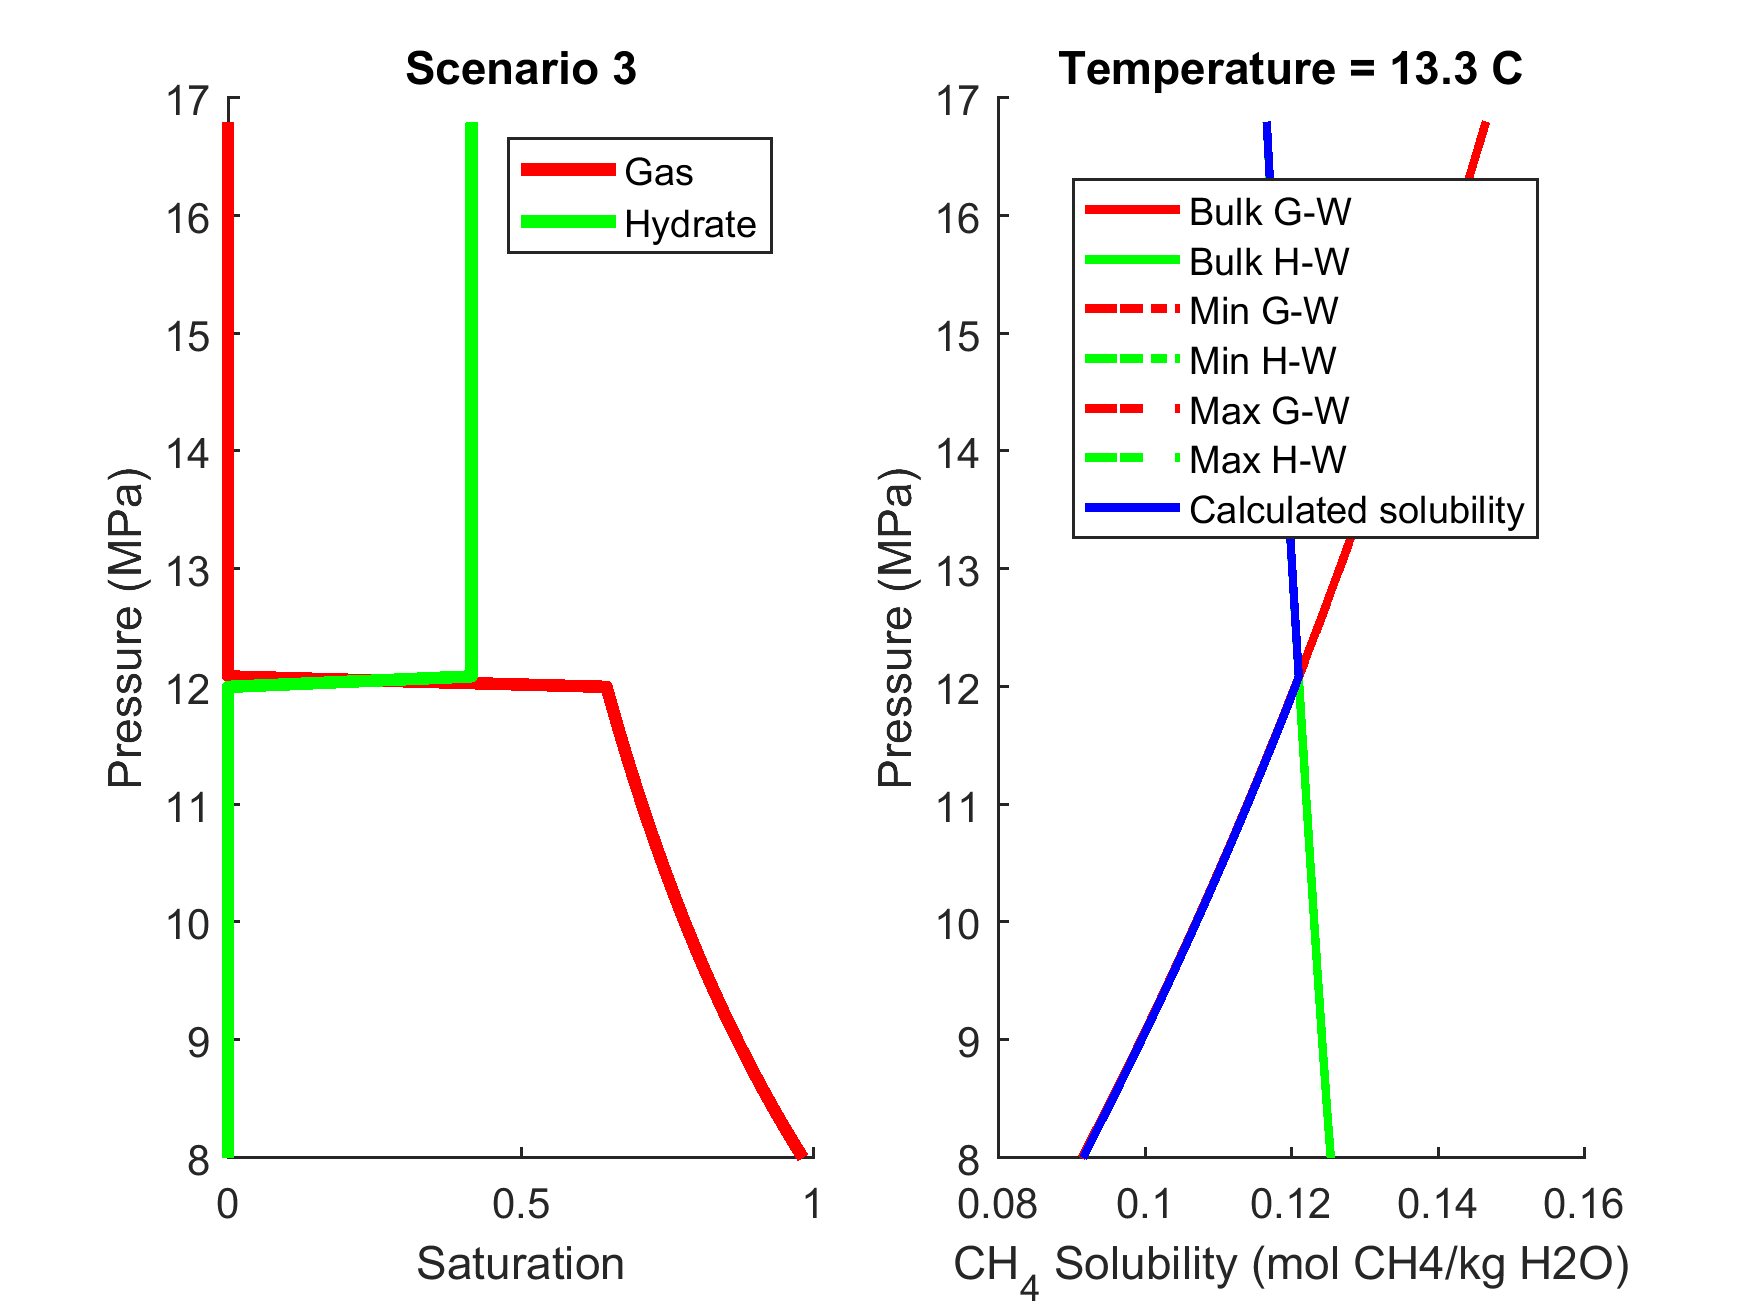 Scenario 3
17
16
15
14
13
12
11
10
9
8
Pressure (MPa)
Gas
Hydrate
0
0.5
1
Saturation
Temperature = 13.3 C
17
16
15
14
13
12
11
10
9
8
Pressure (MPa)
Bulk G-W
Bulk H-W
Min G-W
Min H-W
Max G-W
Max H-W
Calculated solubility
0.08
0.1
0.12
0.14
0.16
CH4 Solubility (mol CH4/kg H2O)